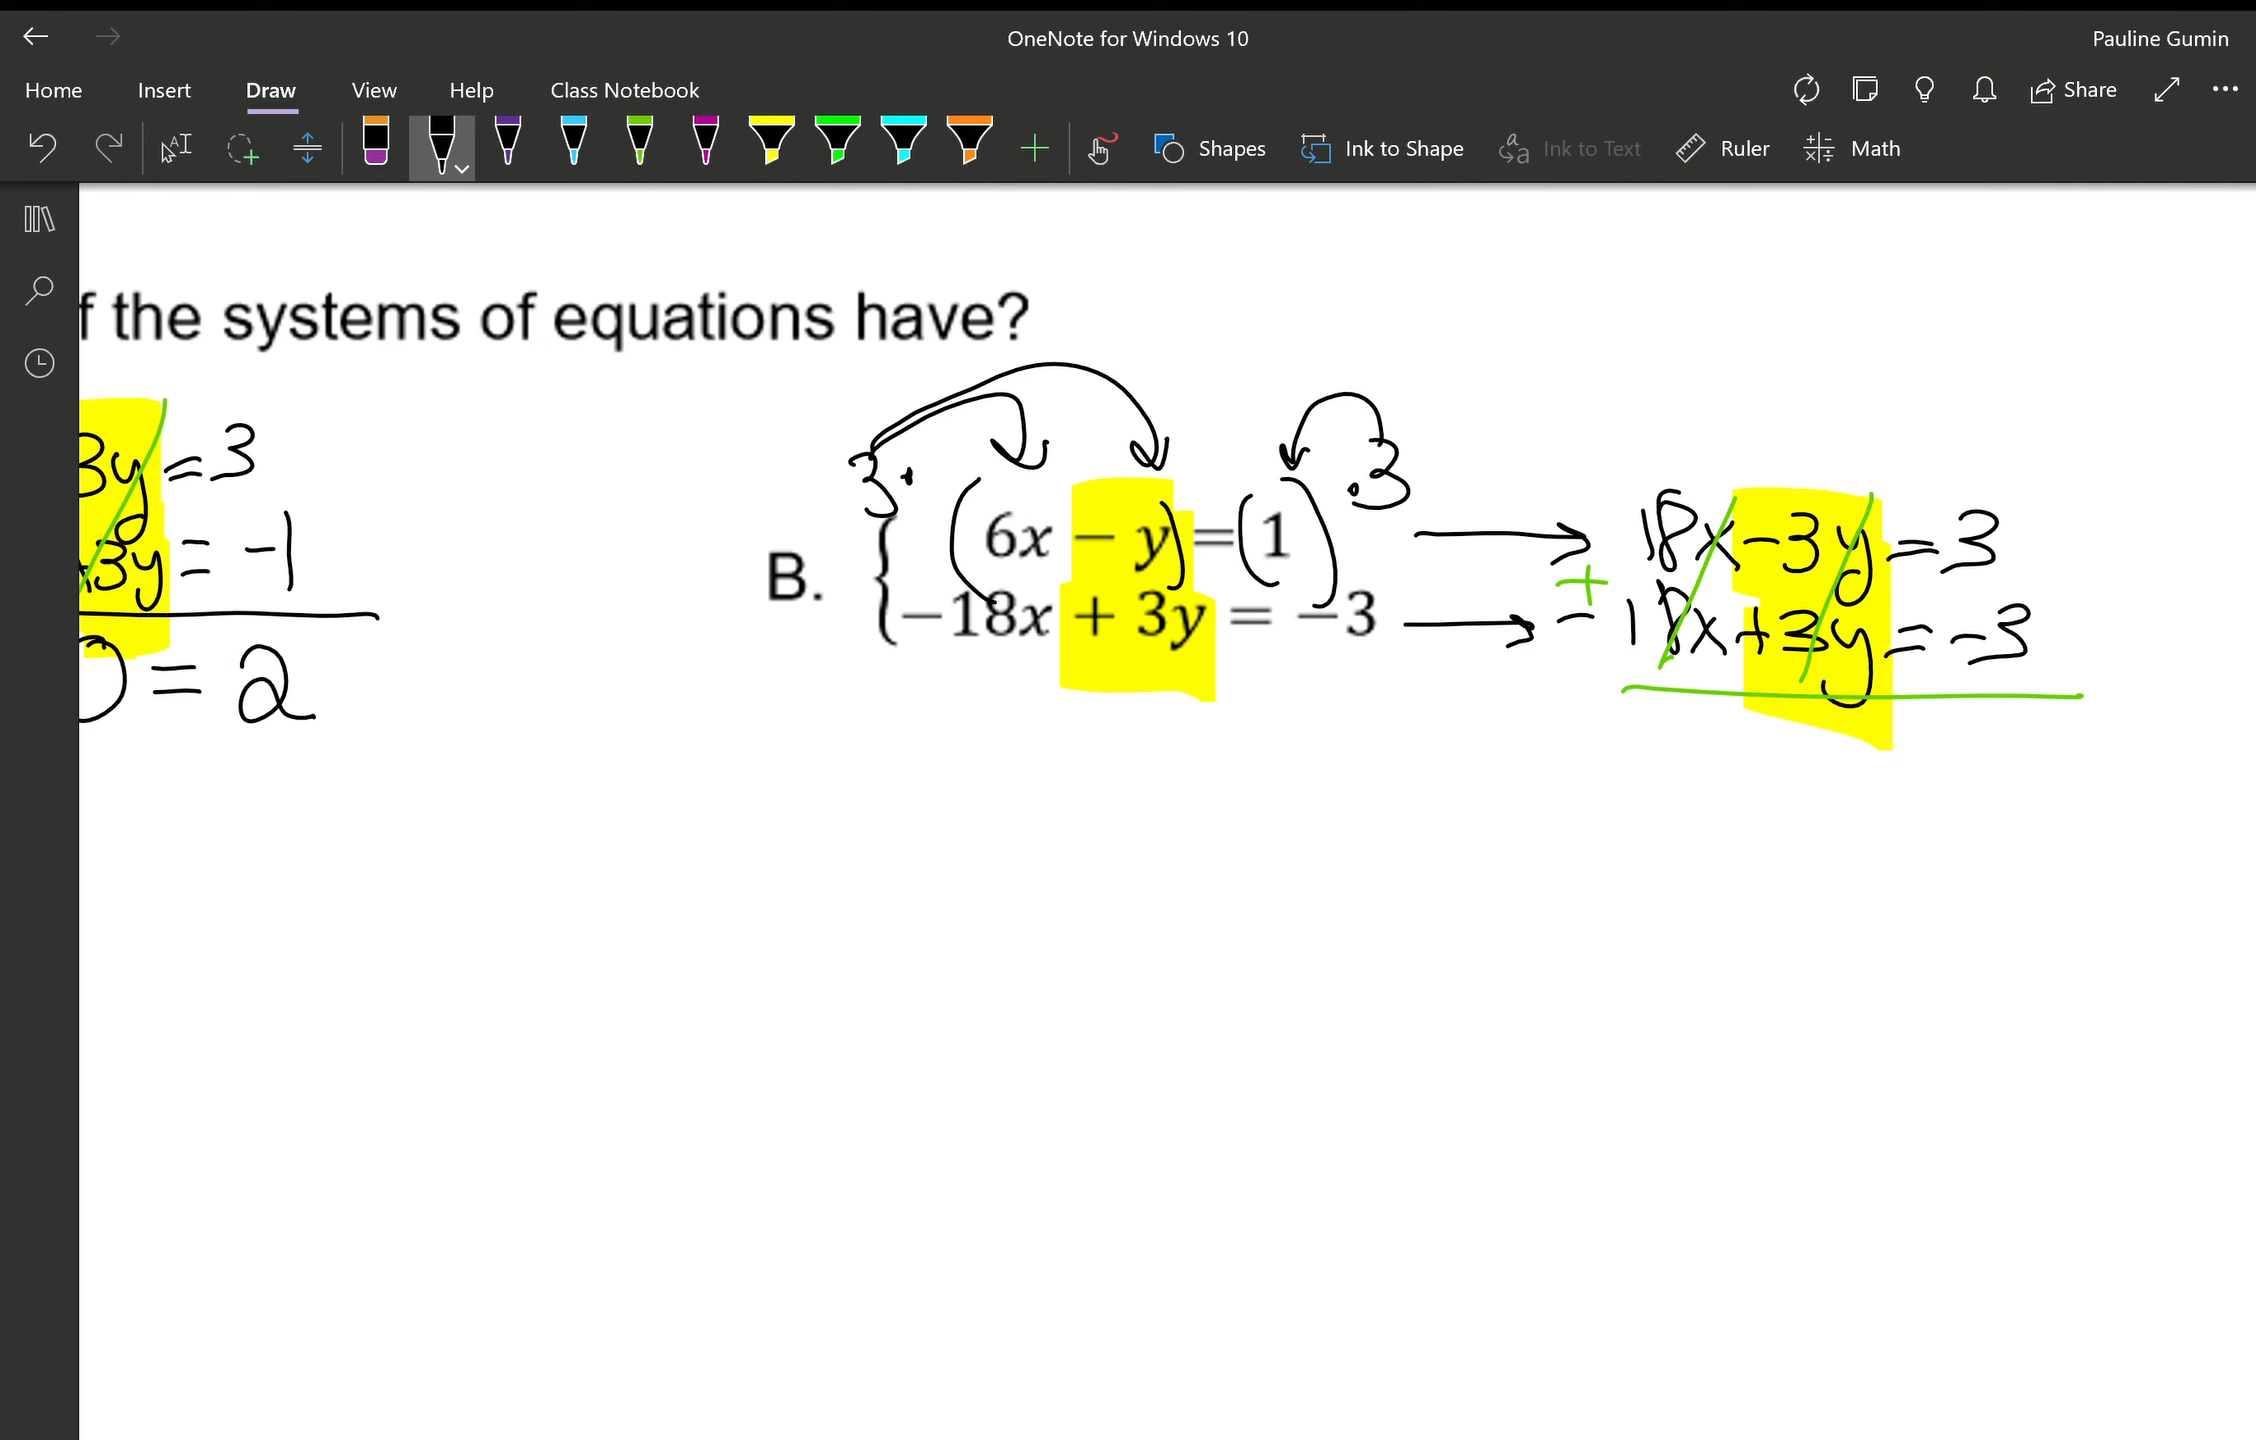 OneNote for Windows 10
Pauline Gumin
Home Insert Draw View Help Class Notebook
Share
Shapes Ink to Shape Ink to Text Ruler Math
f the systems of equations have?
3y = 3
+3y = -1
0 = 2
3· ·3
B. { (6x − y) = (1)
−18x + 3y = −3
18x - 3y = 3
+
-18x + 3y = -3